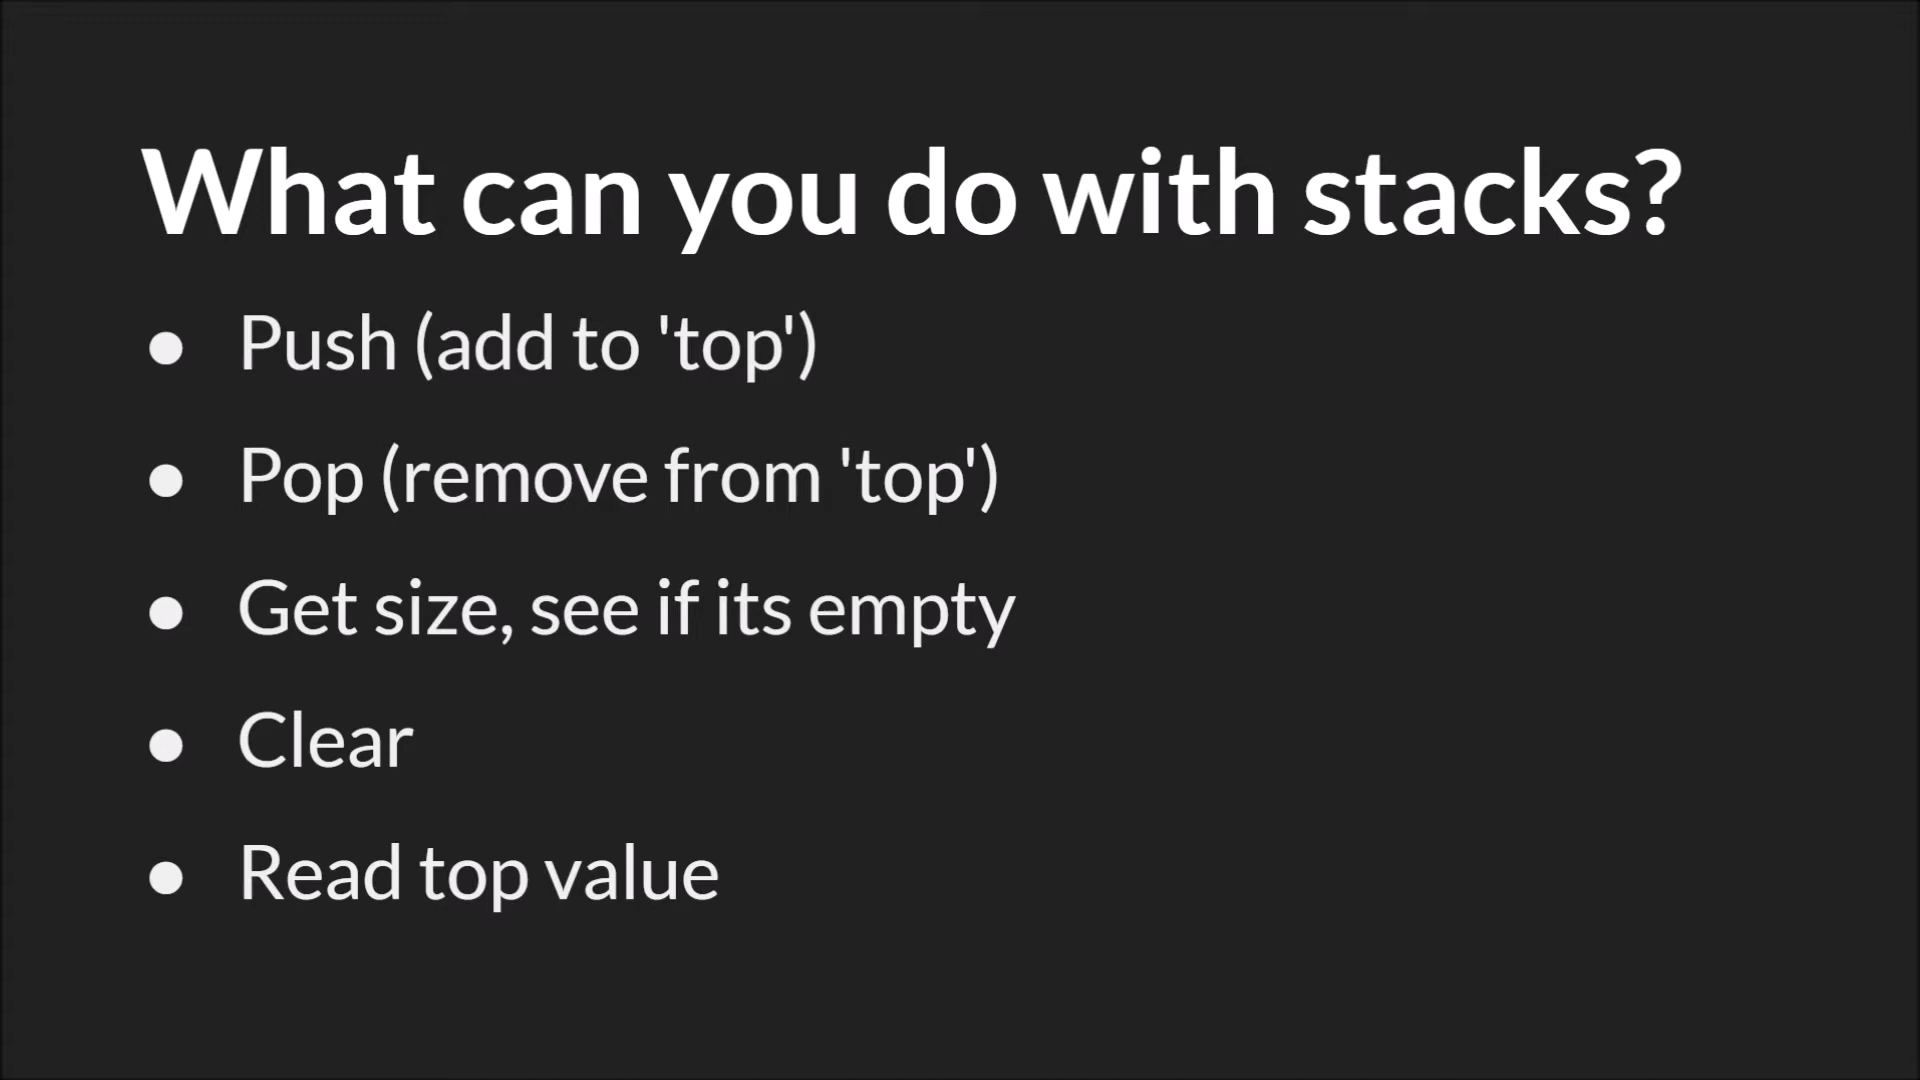 What can you do with stacks?
● Push (add to 'top')
● Pop (remove from 'top')
● Get size, see if its empty
● Clear
● Read top value